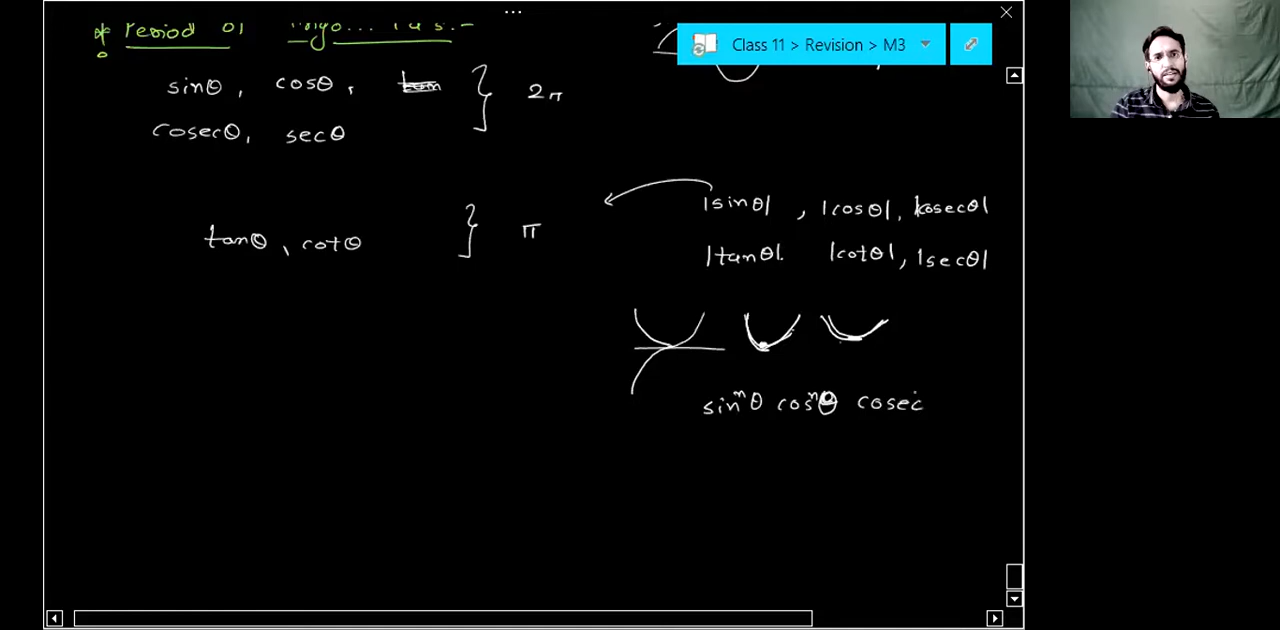 * Period of Trigo...
Class 11 > Revision > M3
sinθ, cosθ, } 2π
cosecθ, secθ
|sinθ|, |cosθ|, |cosecθ|
tanθ, cotθ } π
|tanθ|. |cotθ|, |secθ|
sinⁿθ cosⁿθ cosec